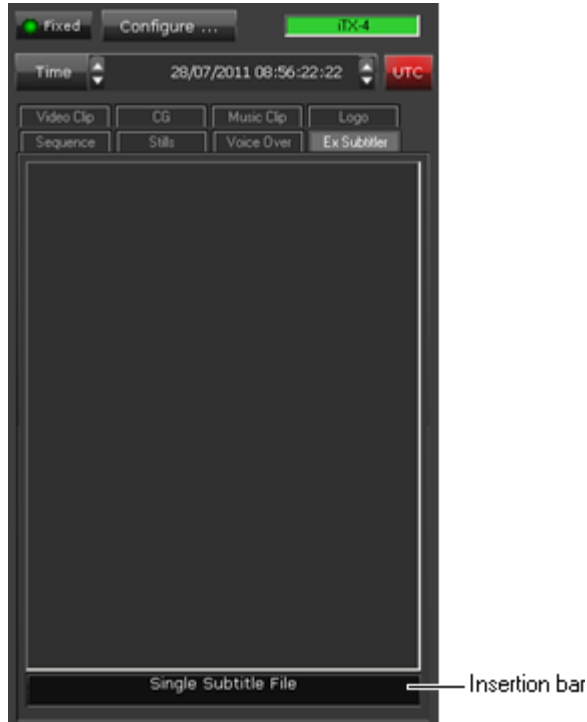 Fixed Configure ... iTX-4
Time 28/07/2011 08:56:22:22 UTC
Video Clip CG Music Clip Logo
Sequence Stills Voice Over Ex Subtitler
Single Subtitle File Insertion bar